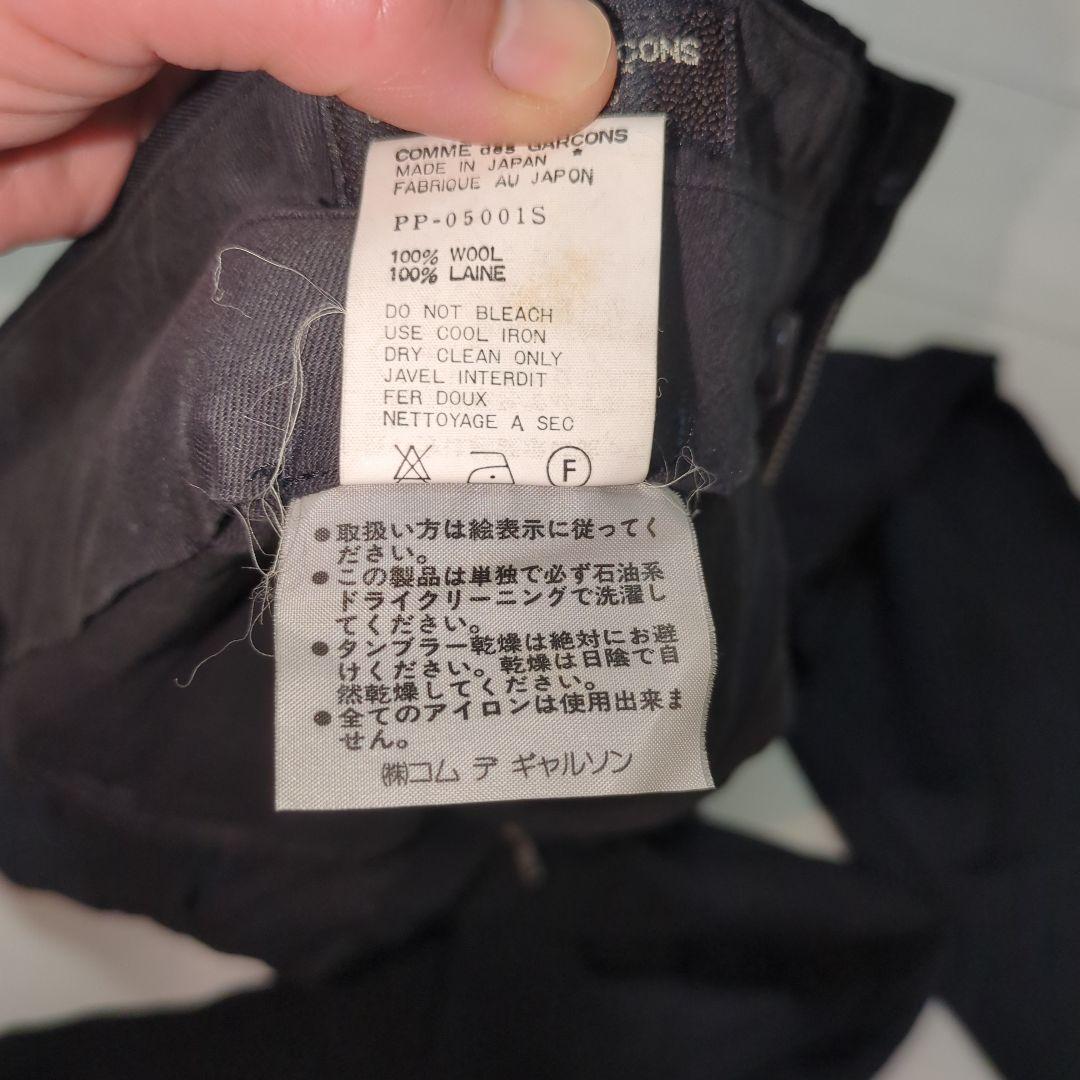 ÇONS
COMME des GARÇONS
MADE IN JAPAN
FABRIQUE AU JAPON
PP-05001S
100% WOOL
100% LAINE
DO NOT BLEACH
USE COOL IRON
DRY CLEAN ONLY
JAVEL INTERDIT
FER DOUX
NETTOYAGE A SEC
F
●取扱い方は絵表示に従ってく
ださい。
●この製品は単独で必ず石油系
ドライクリーニングで洗濯し
てください。
●タンブラー乾燥は絶対にお避
けください。乾燥は日陰で自
然乾燥してください。
●全てのアイロンは使用出来ま
せん。
㈱コム デ ギャルソン